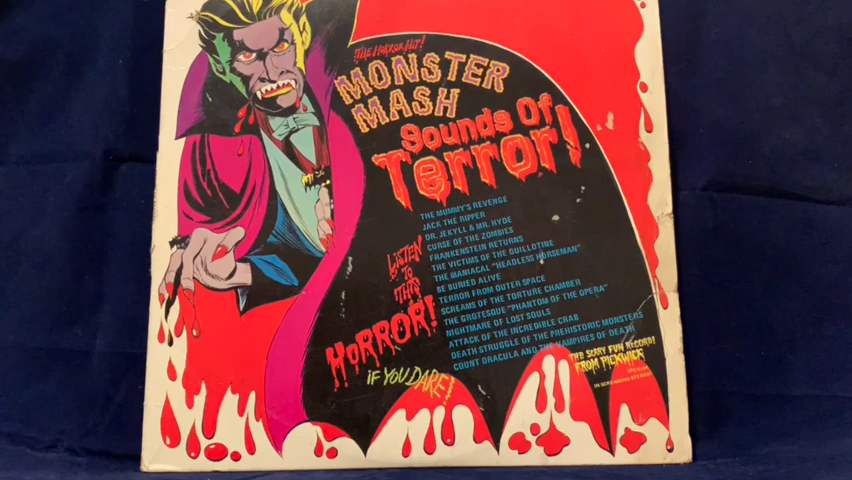 THE HORROR HIT!
MONSTER
MASH
Sounds Of
Terror!
THE MUMMY'S REVENGE
JACK THE RIPPER
DR. JEKYLL & MR. HYDE
CURSE OF THE ZOMBIES
FRANKENSTEIN RETURNS
THE VICTIMS OF THE GUILLOTINE
THE MANIACAL "HEADLESS HORSEMAN"
BE BURIED ALIVE
TERROR FROM OUTER SPACE
SCREAMS OF THE TORTURE CHAMBER
THE GROTESQUE "PHANTOM OF THE OPERA"
NIGHTMARE OF LOST SOULS
ATTACK OF THE INCREDIBLE CRAB
DEATH STRUGGLE OF THE PREHISTORIC MONSTERS
COUNT DRACULA AND THE VAMPIRES OF DEATH
LISTEN
TO
THIS
HORROR!
IF YOU DARE!
THE SCARY FUN RECORD!
FROM PICKWICK
IN SCREAMING STEREO